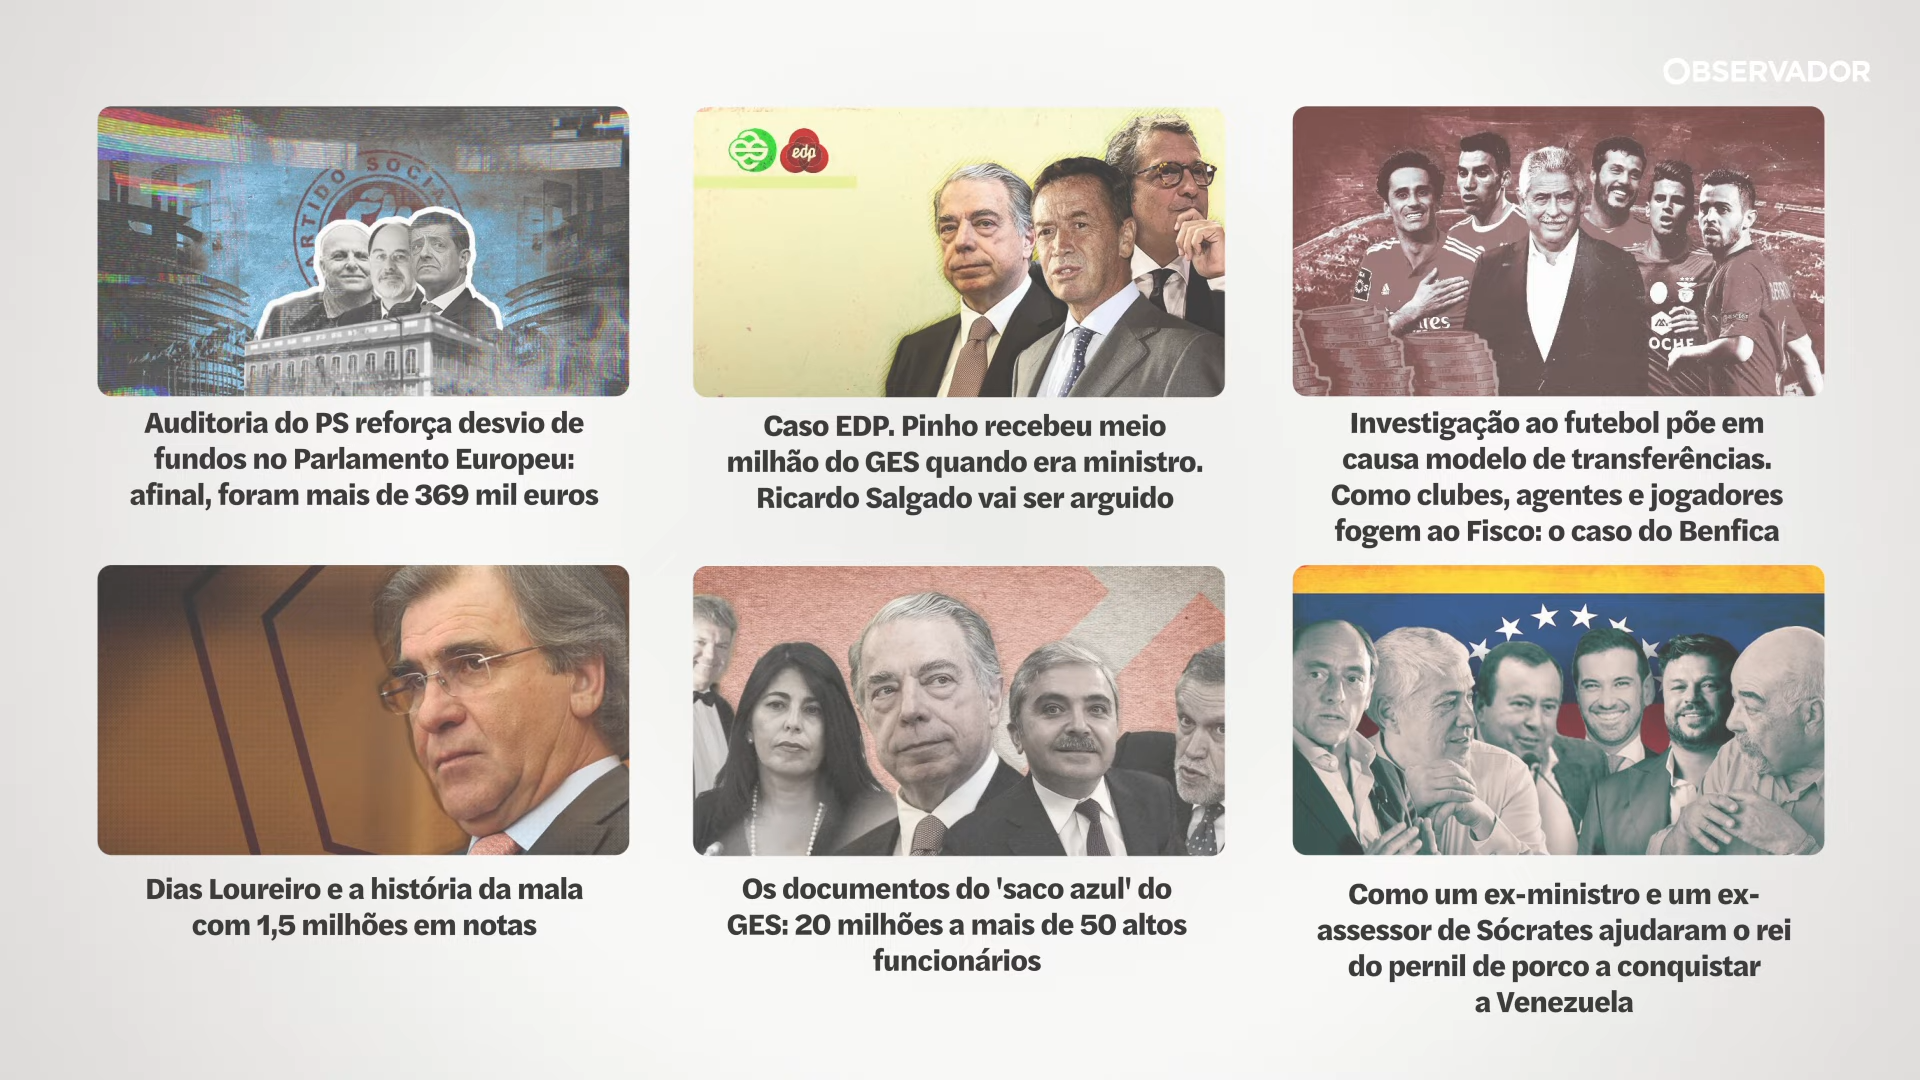 OBSERVADOR
PARTIDO SOCI
edp
Auditoria do PS reforça desvio de
fundos no Parlamento Europeu:
afinal, foram mais de 369 mil euros
Caso EDP. Pinho recebeu meio
milhão do GES quando era ministro.
Ricardo Salgado vai ser arguido
Investigação ao futebol põe em
causa modelo de transferências.
Como clubes, agentes e jogadores
fogem ao Fisco: o caso do Benfica
Dias Loureiro e a história da mala
com 1,5 milhões em notas
Os documentos do 'saco azul' do
GES: 20 milhões a mais de 50 altos
funcionários
Como um ex-ministro e um ex-
assessor de Sócrates ajudaram o rei
do pernil de porco a conquistar
a Venezuela